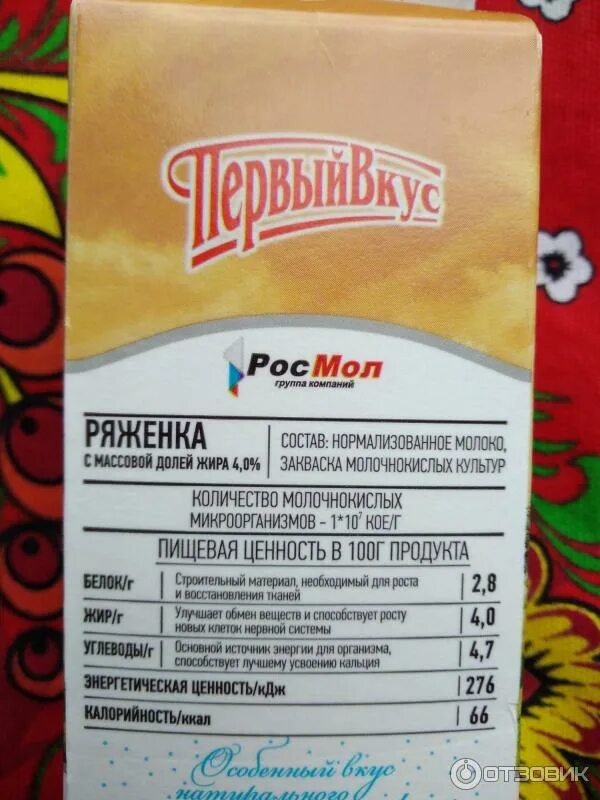 ПервыйВкус
РосМол
группа компаний
РЯЖЕНКА
С МАССОВОЙ ДОЛЕЙ ЖИРА 4,0%
СОСТАВ: НОРМАЛИЗОВАННОЕ МОЛОКО,
ЗАКВАСКА МОЛОЧНОКИСЛЫХ КУЛЬТУР
КОЛИЧЕСТВО МОЛОЧНОКИСЛЫХ
МИКРООРГАНИЗМОВ – 1*10⁷ КОЕ/Г
ПИЩЕВАЯ ЦЕННОСТЬ В 100Г ПРОДУКТА
БЕЛОК/г
Строительный материал, необходимый для роста
и восстановления тканей
2,8
ЖИР/г
Улучшает обмен веществ и способствует росту
новых клеток нервной системы
4,0
УГЛЕВОДЫ/г
Основной источник энергии для организма,
способствует лучшему усвоению кальция
4,7
ЭНЕРГЕТИЧЕСКАЯ ЦЕННОСТЬ/кДж 276
КАЛОРИЙНОСТЬ/ккал 66
Особенный вкус
натурального
ОТЗОВИК